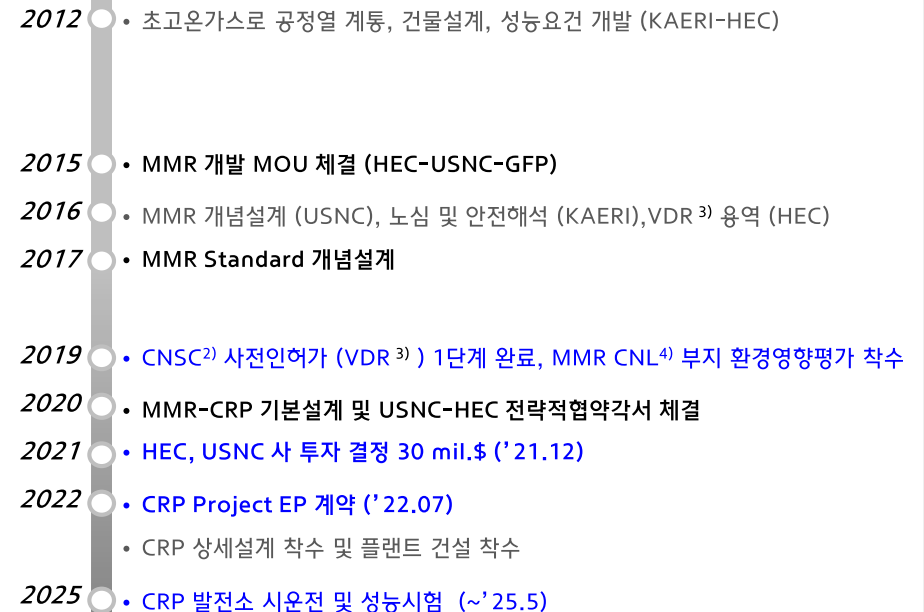 2012 • 초고온가스로 공정열 계통, 건물설계, 성능요건 개발 (KAERI-HEC)
2015 • MMR 개발 MOU 체결 (HEC-USNC-GFP)
2016 • MMR 개념설계 (USNC), 노심 및 안전해석 (KAERI),VDR 3) 용역 (HEC)
2017 • MMR Standard 개념설계
2019 • CNSC2) 사전인허가 (VDR 3) ) 1단계 완료, MMR CNL4) 부지 환경영향평가 착수
2020 • MMR-CRP 기본설계 및 USNC-HEC 전략적협약각서 체결
2021 • HEC, USNC 사 투자 결정 30 mil.$ (’21.12)
2022 • CRP Project EP 계약 (’22.07)
• CRP 상세설계 착수 및 플랜트 건설 착수
2025 • CRP 발전소 시운전 및 성능시험 (~’25.5)